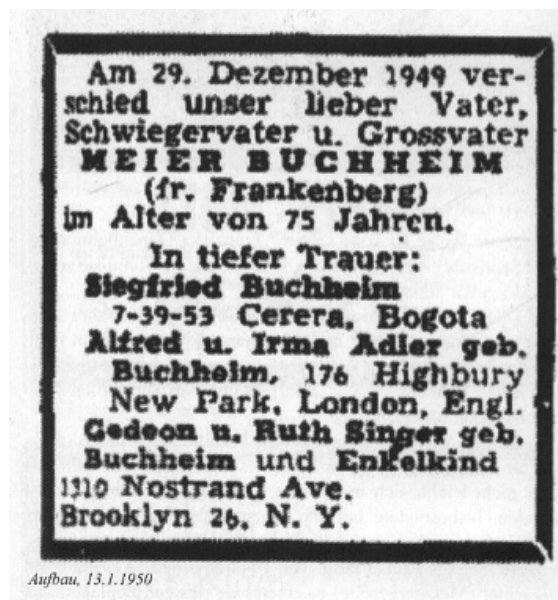 Am 29. Dezember 1949 ver-
schied unser lieber Vater,
Schwiegervater u. Grossvater
MEIER BUCHHEIM
(fr. Frankenberg)
im Alter von 75 Jahren.
In tiefer Trauer:
Siegfried Buchheim
7-39-53 Cerera, Bogota
Alfred u. Irma Adler geb.
Buchheim, 176 Highbury
New Park, London, Engl.
Gedeon u. Ruth Singer geb.
Buchheim und Enkelkind
1310 Nostrand Ave.
Brooklyn 26, N. Y.
Aufbau, 13.1.1950